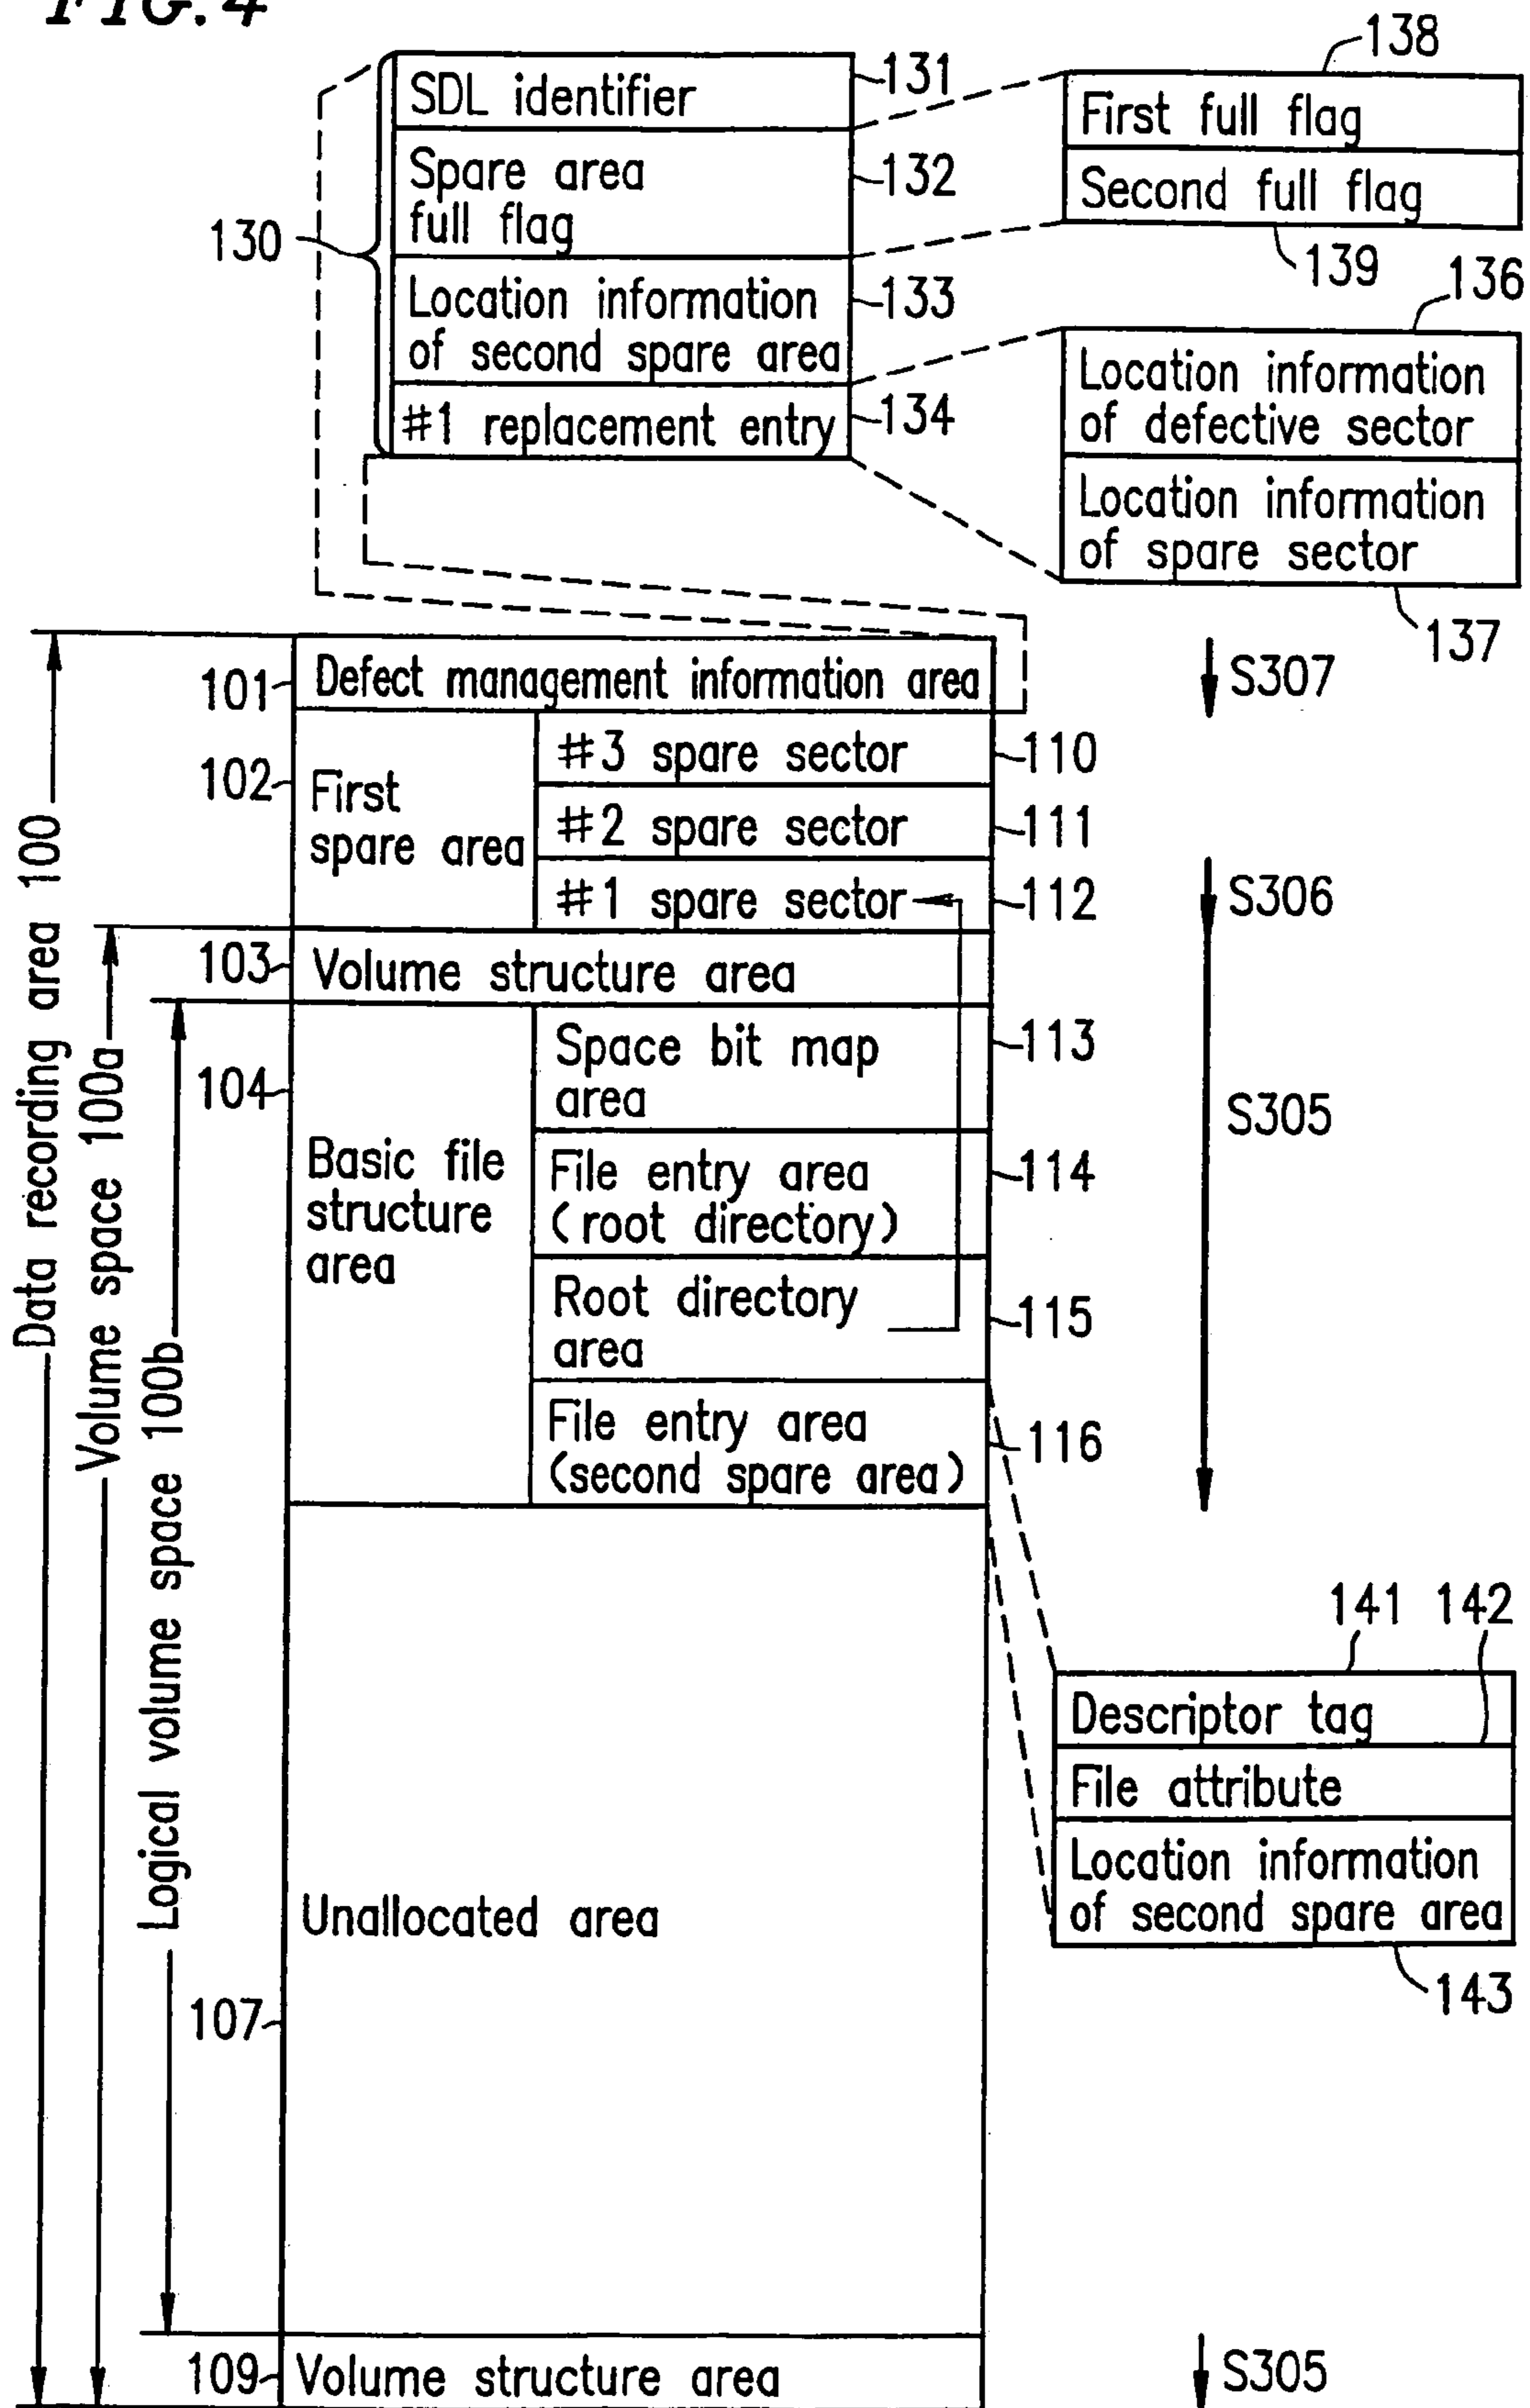 FIG. 4
SDL identifier
131
Spare area
full flag
132
Location information
of second spare area
133
#1 replacement entry
134
130
138
First full flag
Second full flag
139
136
Location information
of defective sector
Location information
of spare sector
137
Data recording area 100
Volume space 100a
Logical volume space 100b
101
Defect management information area
S307
102
First
spare area
#3 spare sector
110
#2 spare sector
111
#1 spare sector
112
S306
103
Volume structure area
104
Basic file
structure
area
Space bit map
area
113
S305
File entry area
(root directory)
114
Root directory
area
115
File entry area
(second spare area)
116
141
142
Descriptor tag
File attribute
Location information
of second spare area
143
Unallocated area
107
109
Volume structure area
S305